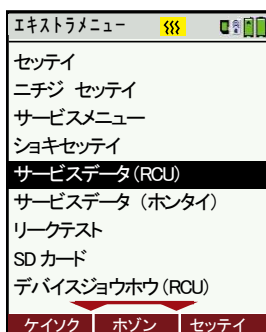 エキストラメニュー
セッテイ
ニチジ セッテイ
サービスメニュー
ショキセッテイ
サービスデータ(RCU)
サービスデータ (ホンタイ)
リークテスト
SD カード
デバイスジョウホウ(RCU)
ケイソク ホゾン セッテイ